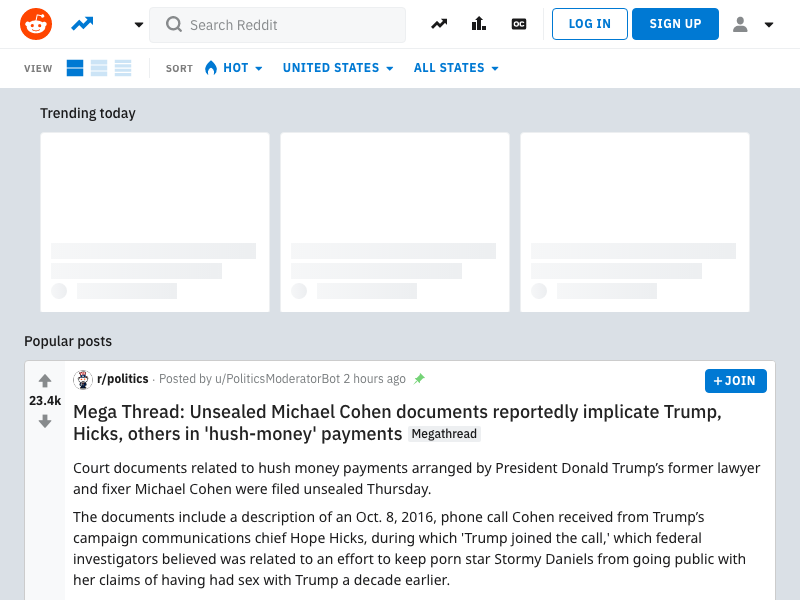 Search Reddit
OC
LOG IN
SIGN UP
VIEW
SORT
HOT
UNITED STATES
ALL STATES
Trending today
Popular posts
23.4k
r/politics · Posted by u/PoliticsModeratorBot 2 hours ago
+ JOIN
Mega Thread: Unsealed Michael Cohen documents reportedly implicate Trump,
Hicks, others in 'hush-money' payments Megathread
Court documents related to hush money payments arranged by President Donald Trump’s former lawyer
and fixer Michael Cohen were filed unsealed Thursday.
The documents include a description of an Oct. 8, 2016, phone call Cohen received from Trump’s
campaign communications chief Hope Hicks, during which 'Trump joined the call,' which federal
investigators believed was related to an effort to keep porn star Stormy Daniels from going public with
her claims of having had sex with Trump a decade earlier.